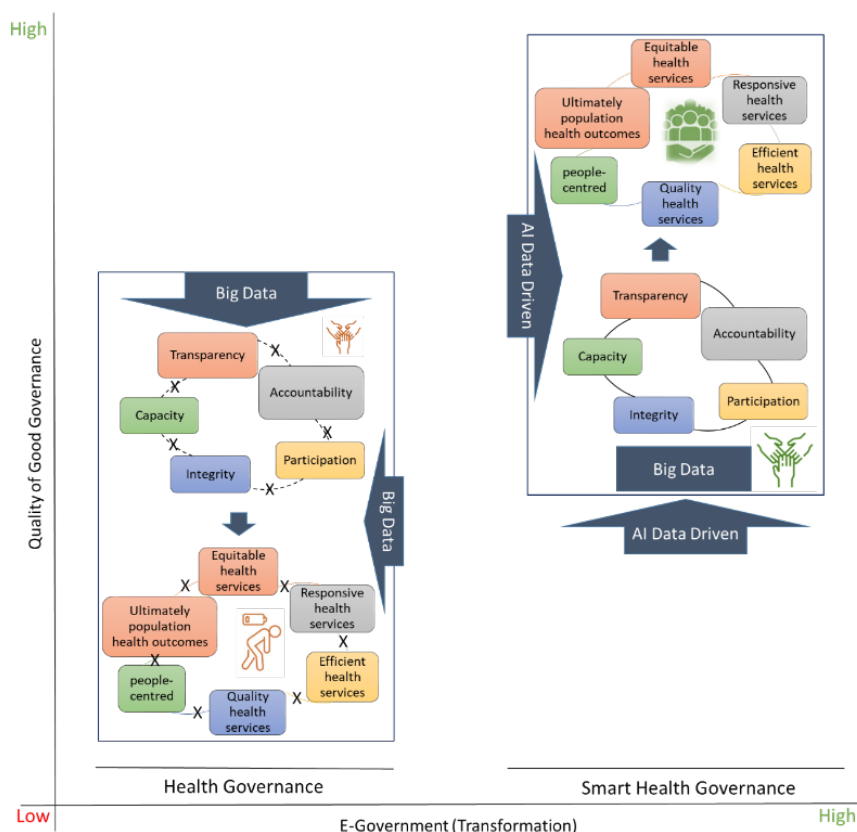 High
Quality of Good Governance
Big Data
Transparency
X
X
Accountability
Capacity
X
X
Participation
Integrity
X
Big Data
Equitable
health
services
X
X
Responsive
health
services
Ultimately
population
health outcomes
X
X
Efficient
health
services
people-
centred
Quality
health
services
X
X
Health Governance
Equitable
health
services
Responsive
health
services
Ultimately
population
health outcomes
Efficient
health
services
people-
centred
Quality
health
services
AI Data Driven
Transparency
Accountability
Capacity
Participation
Integrity
Big Data
AI Data Driven
Smart Health Governance
Low
E-Government (Transformation)
High